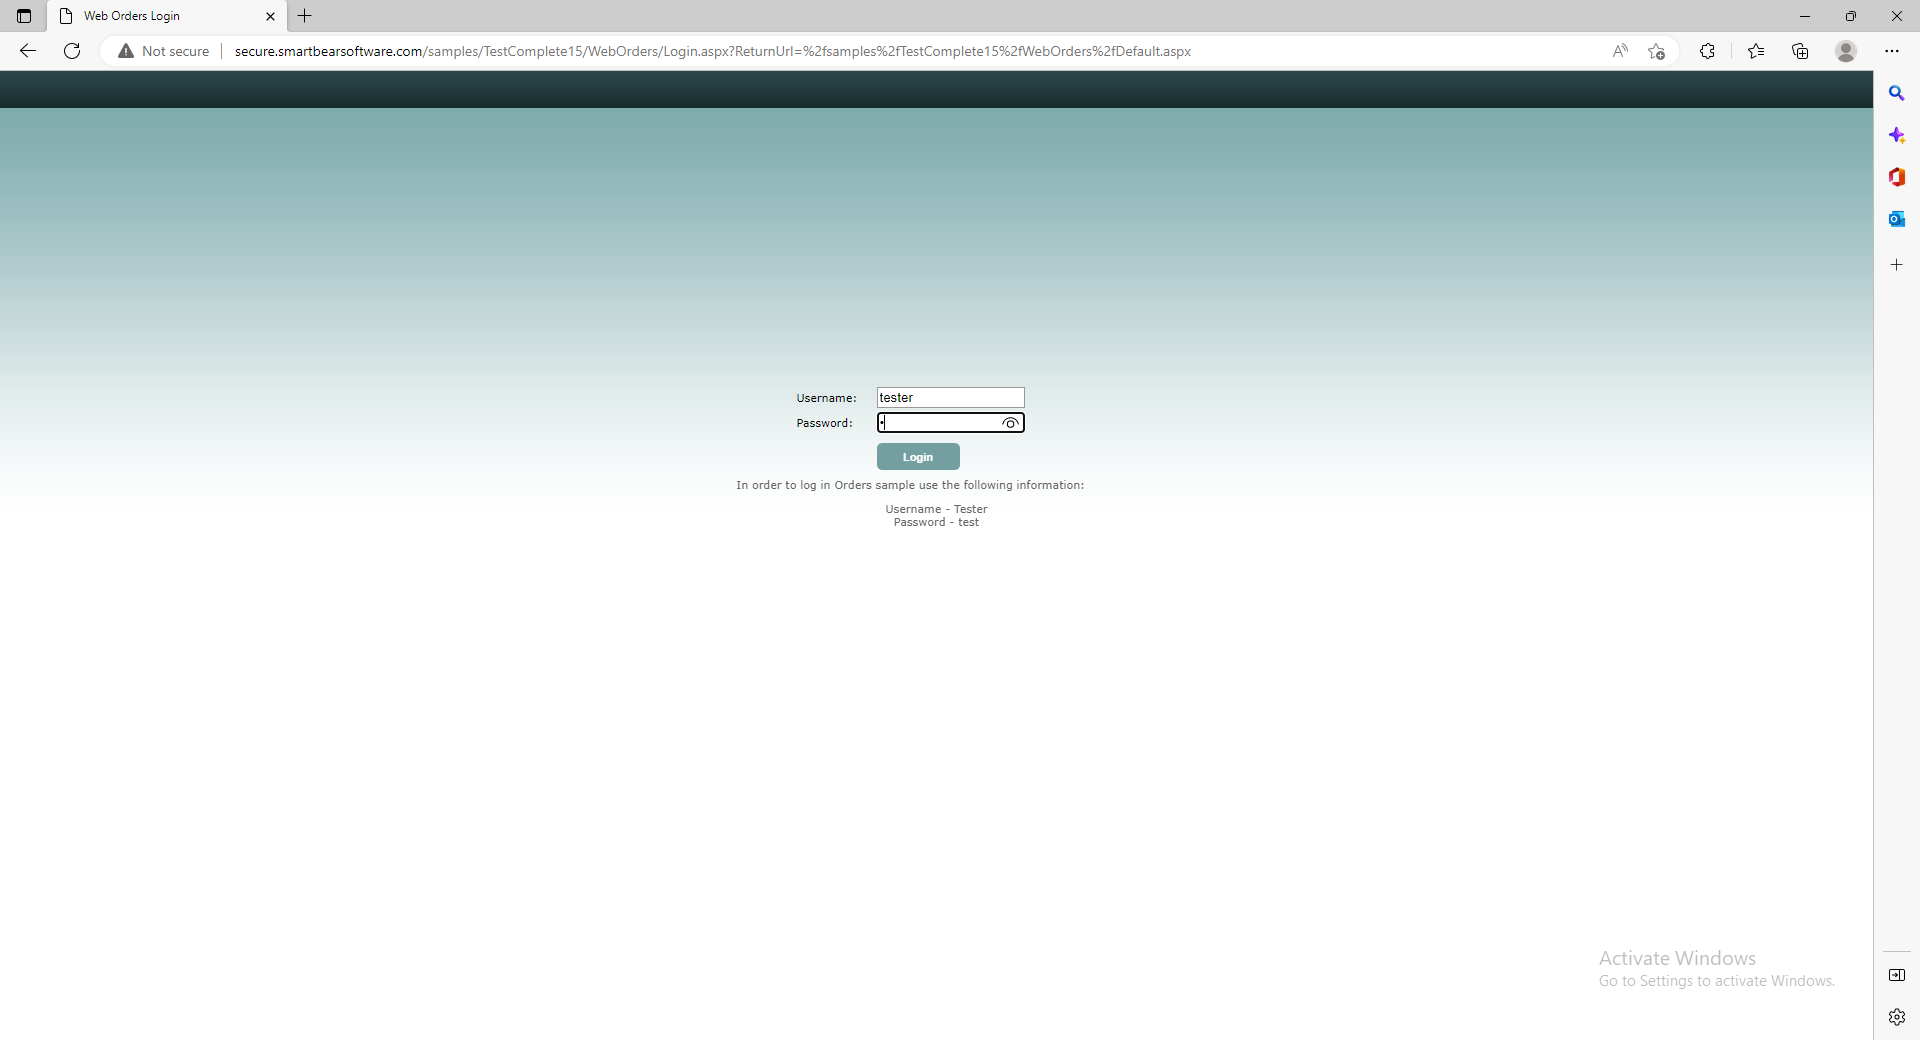 Web Orders Login
Not secure
secure.smartbearsoftware.com/samples/TestComplete15/WebOrders/Login.aspx?ReturnUrl=%2fsamples%2fTestComplete15%2fWebOrders%2fDefault.aspx
Username: tester
Password: •
Login
In order to log in Orders sample use the following information:
Username - Tester
Password - test
Activate Windows
Go to Settings to activate Windows.